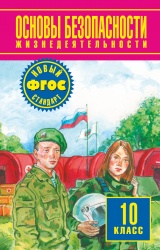 ОСНОВЫ БЕЗОПАСНОСТИ
ЖИЗНЕДЕЯТЕЛЬНОСТИ
НОВЫЙ
ФГОС
СТАНДАРТ
10
КЛАСС